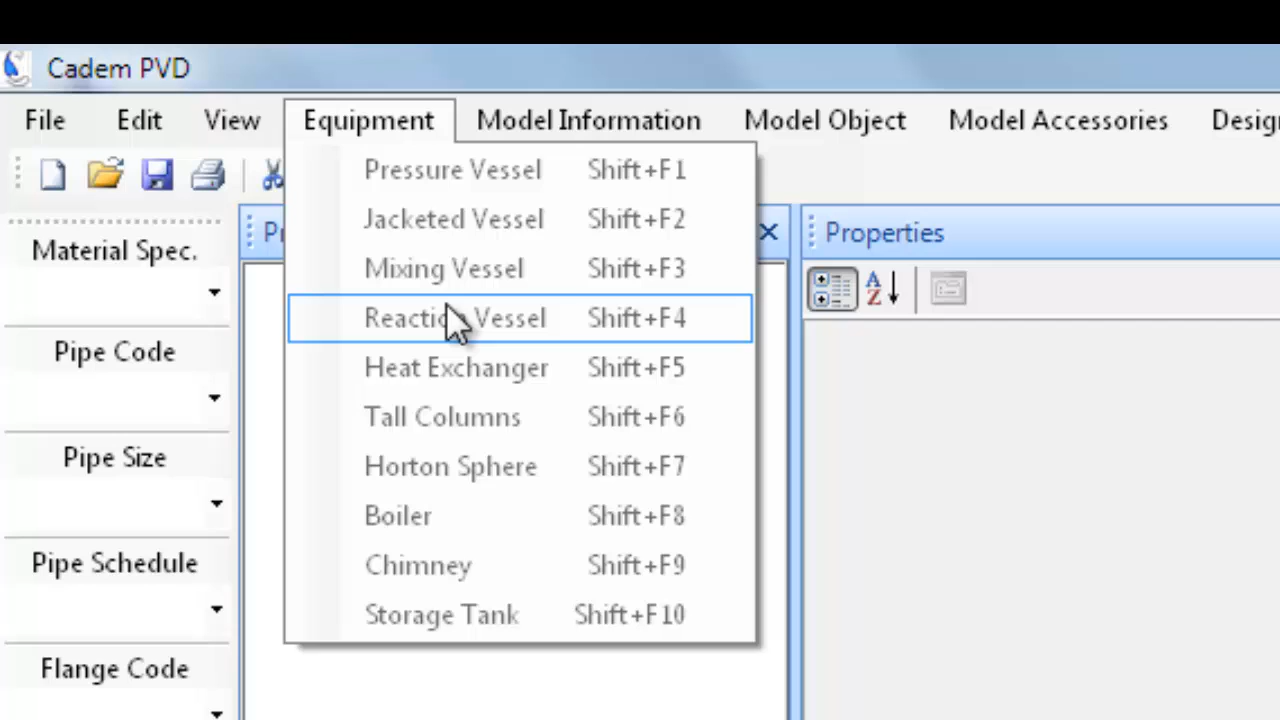 Cadem PVD
File Edit View Equipment Model Information Model Object Model Accessories Desig
Pressure Vessel Shift+F1
Jacketed Vessel Shift+F2
Mixing Vessel Shift+F3
Reaction Vessel Shift+F4
Heat Exchanger Shift+F5
Tall Columns Shift+F6
Horton Sphere Shift+F7
Boiler Shift+F8
Chimney Shift+F9
Storage Tank Shift+F10
Material Spec.
Pipe Code
Pipe Size
Pipe Schedule
Flange Code
Properties